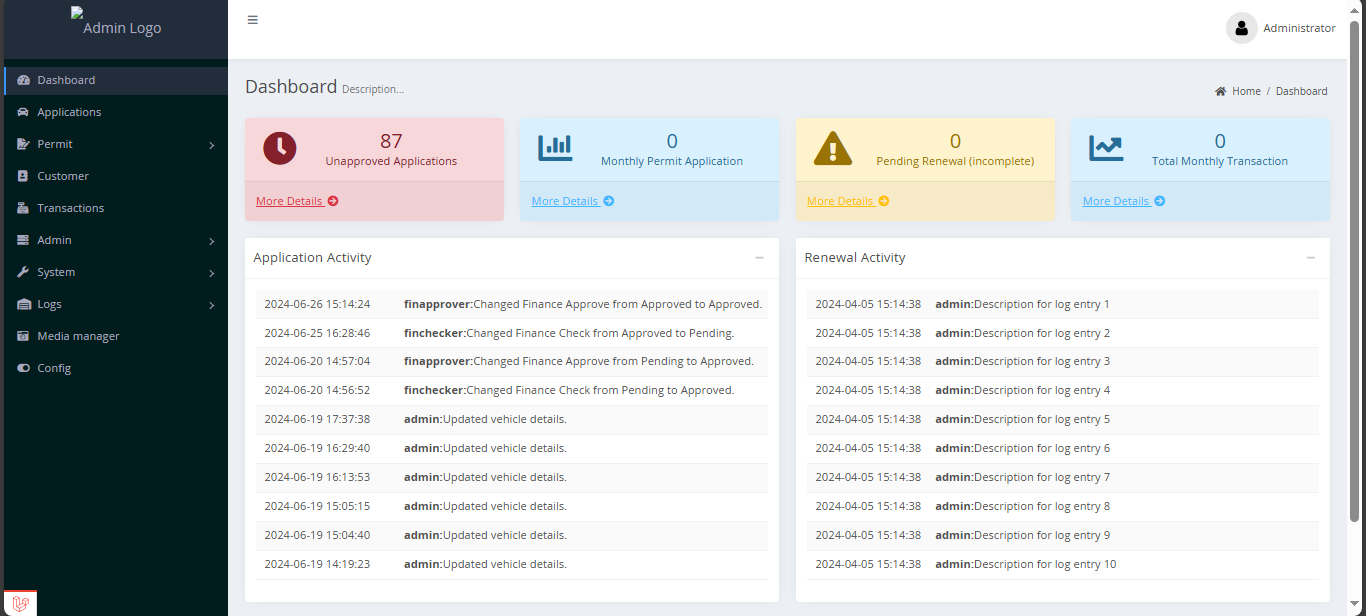 Admin Logo
Administrator
Dashboard
Applications
Permit
Customer
Transactions
Admin
System
Logs
Media manager
Config
Dashboard Description...
Home / Dashboard
87
Unapproved Applications
More Details
0
Monthly Permit Application
More Details
0
Pending Renewal (incomplete)
More Details
0
Total Monthly Transaction
More Details
Application Activity
2024-06-26 15:14:24 finapprover:Changed Finance Approve from Approved to Approved.
2024-06-25 16:28:46 finchecker:Changed Finance Check from Approved to Pending.
2024-06-20 14:57:04 finapprover:Changed Finance Approve from Pending to Approved.
2024-06-20 14:56:52 finchecker:Changed Finance Check from Pending to Approved.
2024-06-19 17:37:38 admin:Updated vehicle details.
2024-06-19 16:29:40 admin:Updated vehicle details.
2024-06-19 16:13:53 admin:Updated vehicle details.
2024-06-19 15:05:15 admin:Updated vehicle details.
2024-06-19 15:04:40 admin:Updated vehicle details.
2024-06-19 14:19:23 admin:Updated vehicle details.
Renewal Activity
2024-04-05 15:14:38 admin:Description for log entry 1
2024-04-05 15:14:38 admin:Description for log entry 2
2024-04-05 15:14:38 admin:Description for log entry 3
2024-04-05 15:14:38 admin:Description for log entry 4
2024-04-05 15:14:38 admin:Description for log entry 5
2024-04-05 15:14:38 admin:Description for log entry 6
2024-04-05 15:14:38 admin:Description for log entry 7
2024-04-05 15:14:38 admin:Description for log entry 8
2024-04-05 15:14:38 admin:Description for log entry 9
2024-04-05 15:14:38 admin:Description for log entry 10